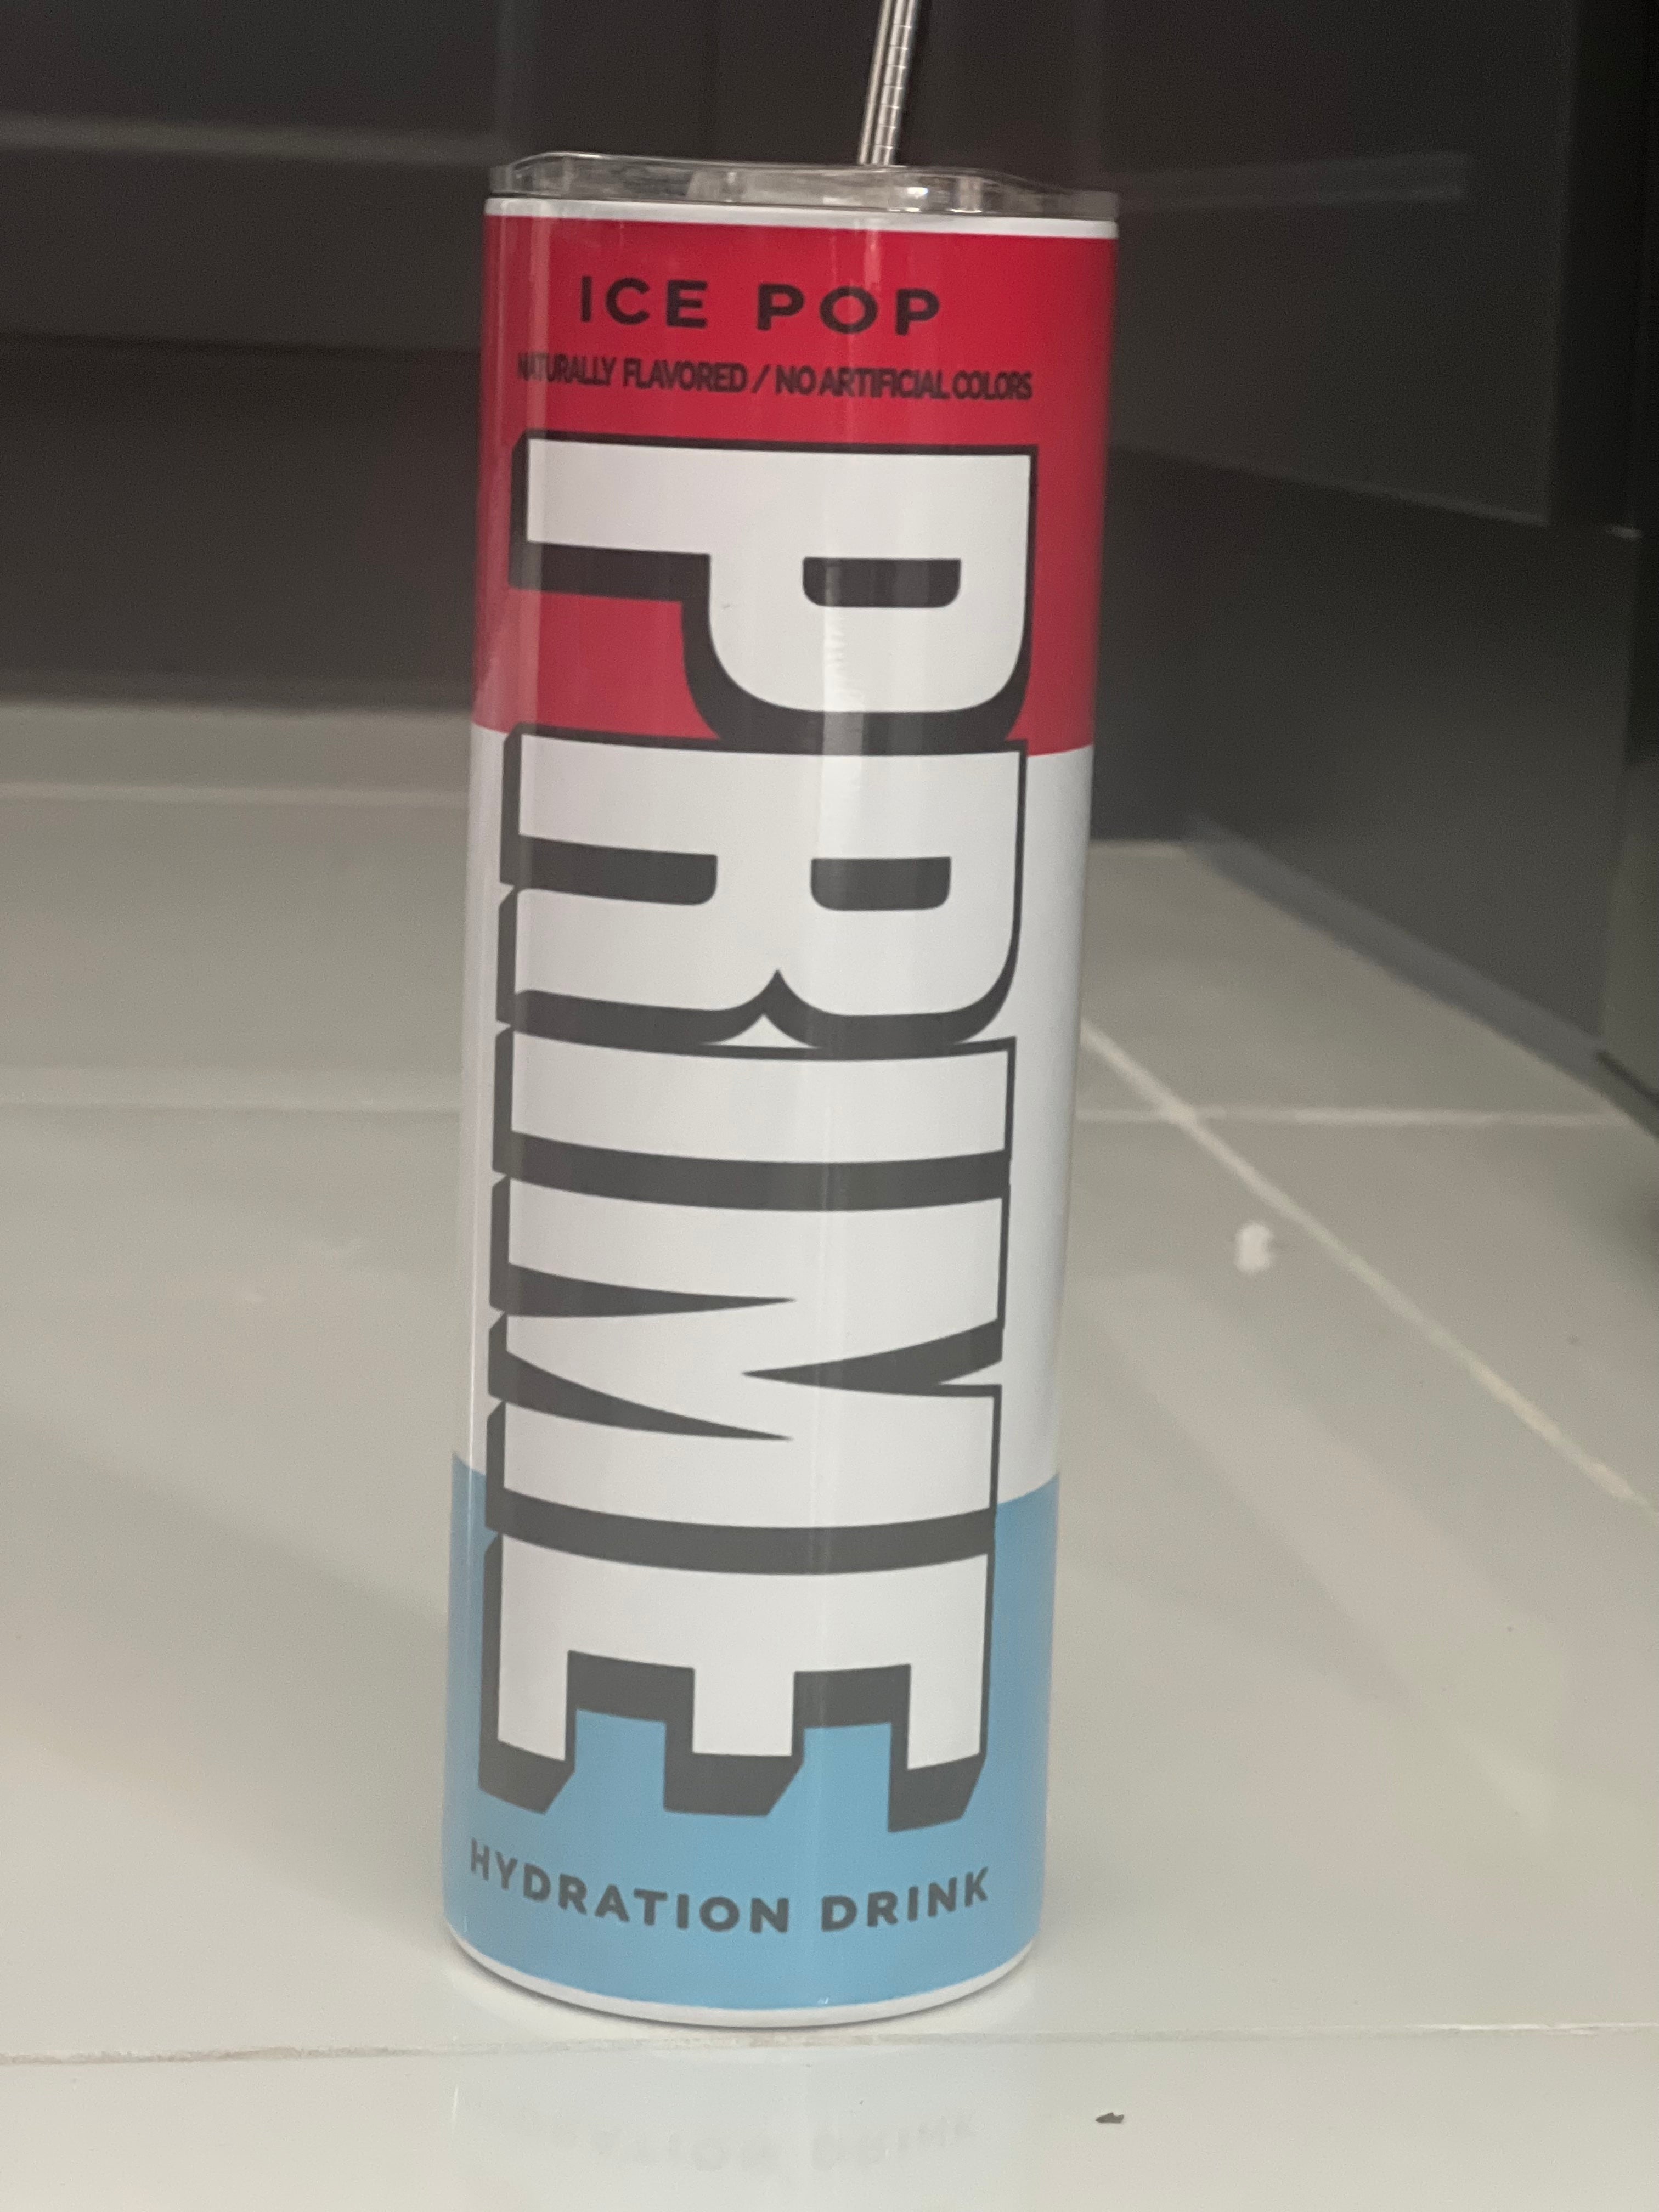 ICE POP
NATURALLY FLAVORED / NO ARTIFICIAL COLORS
PRIME
HYDRATION DRINK